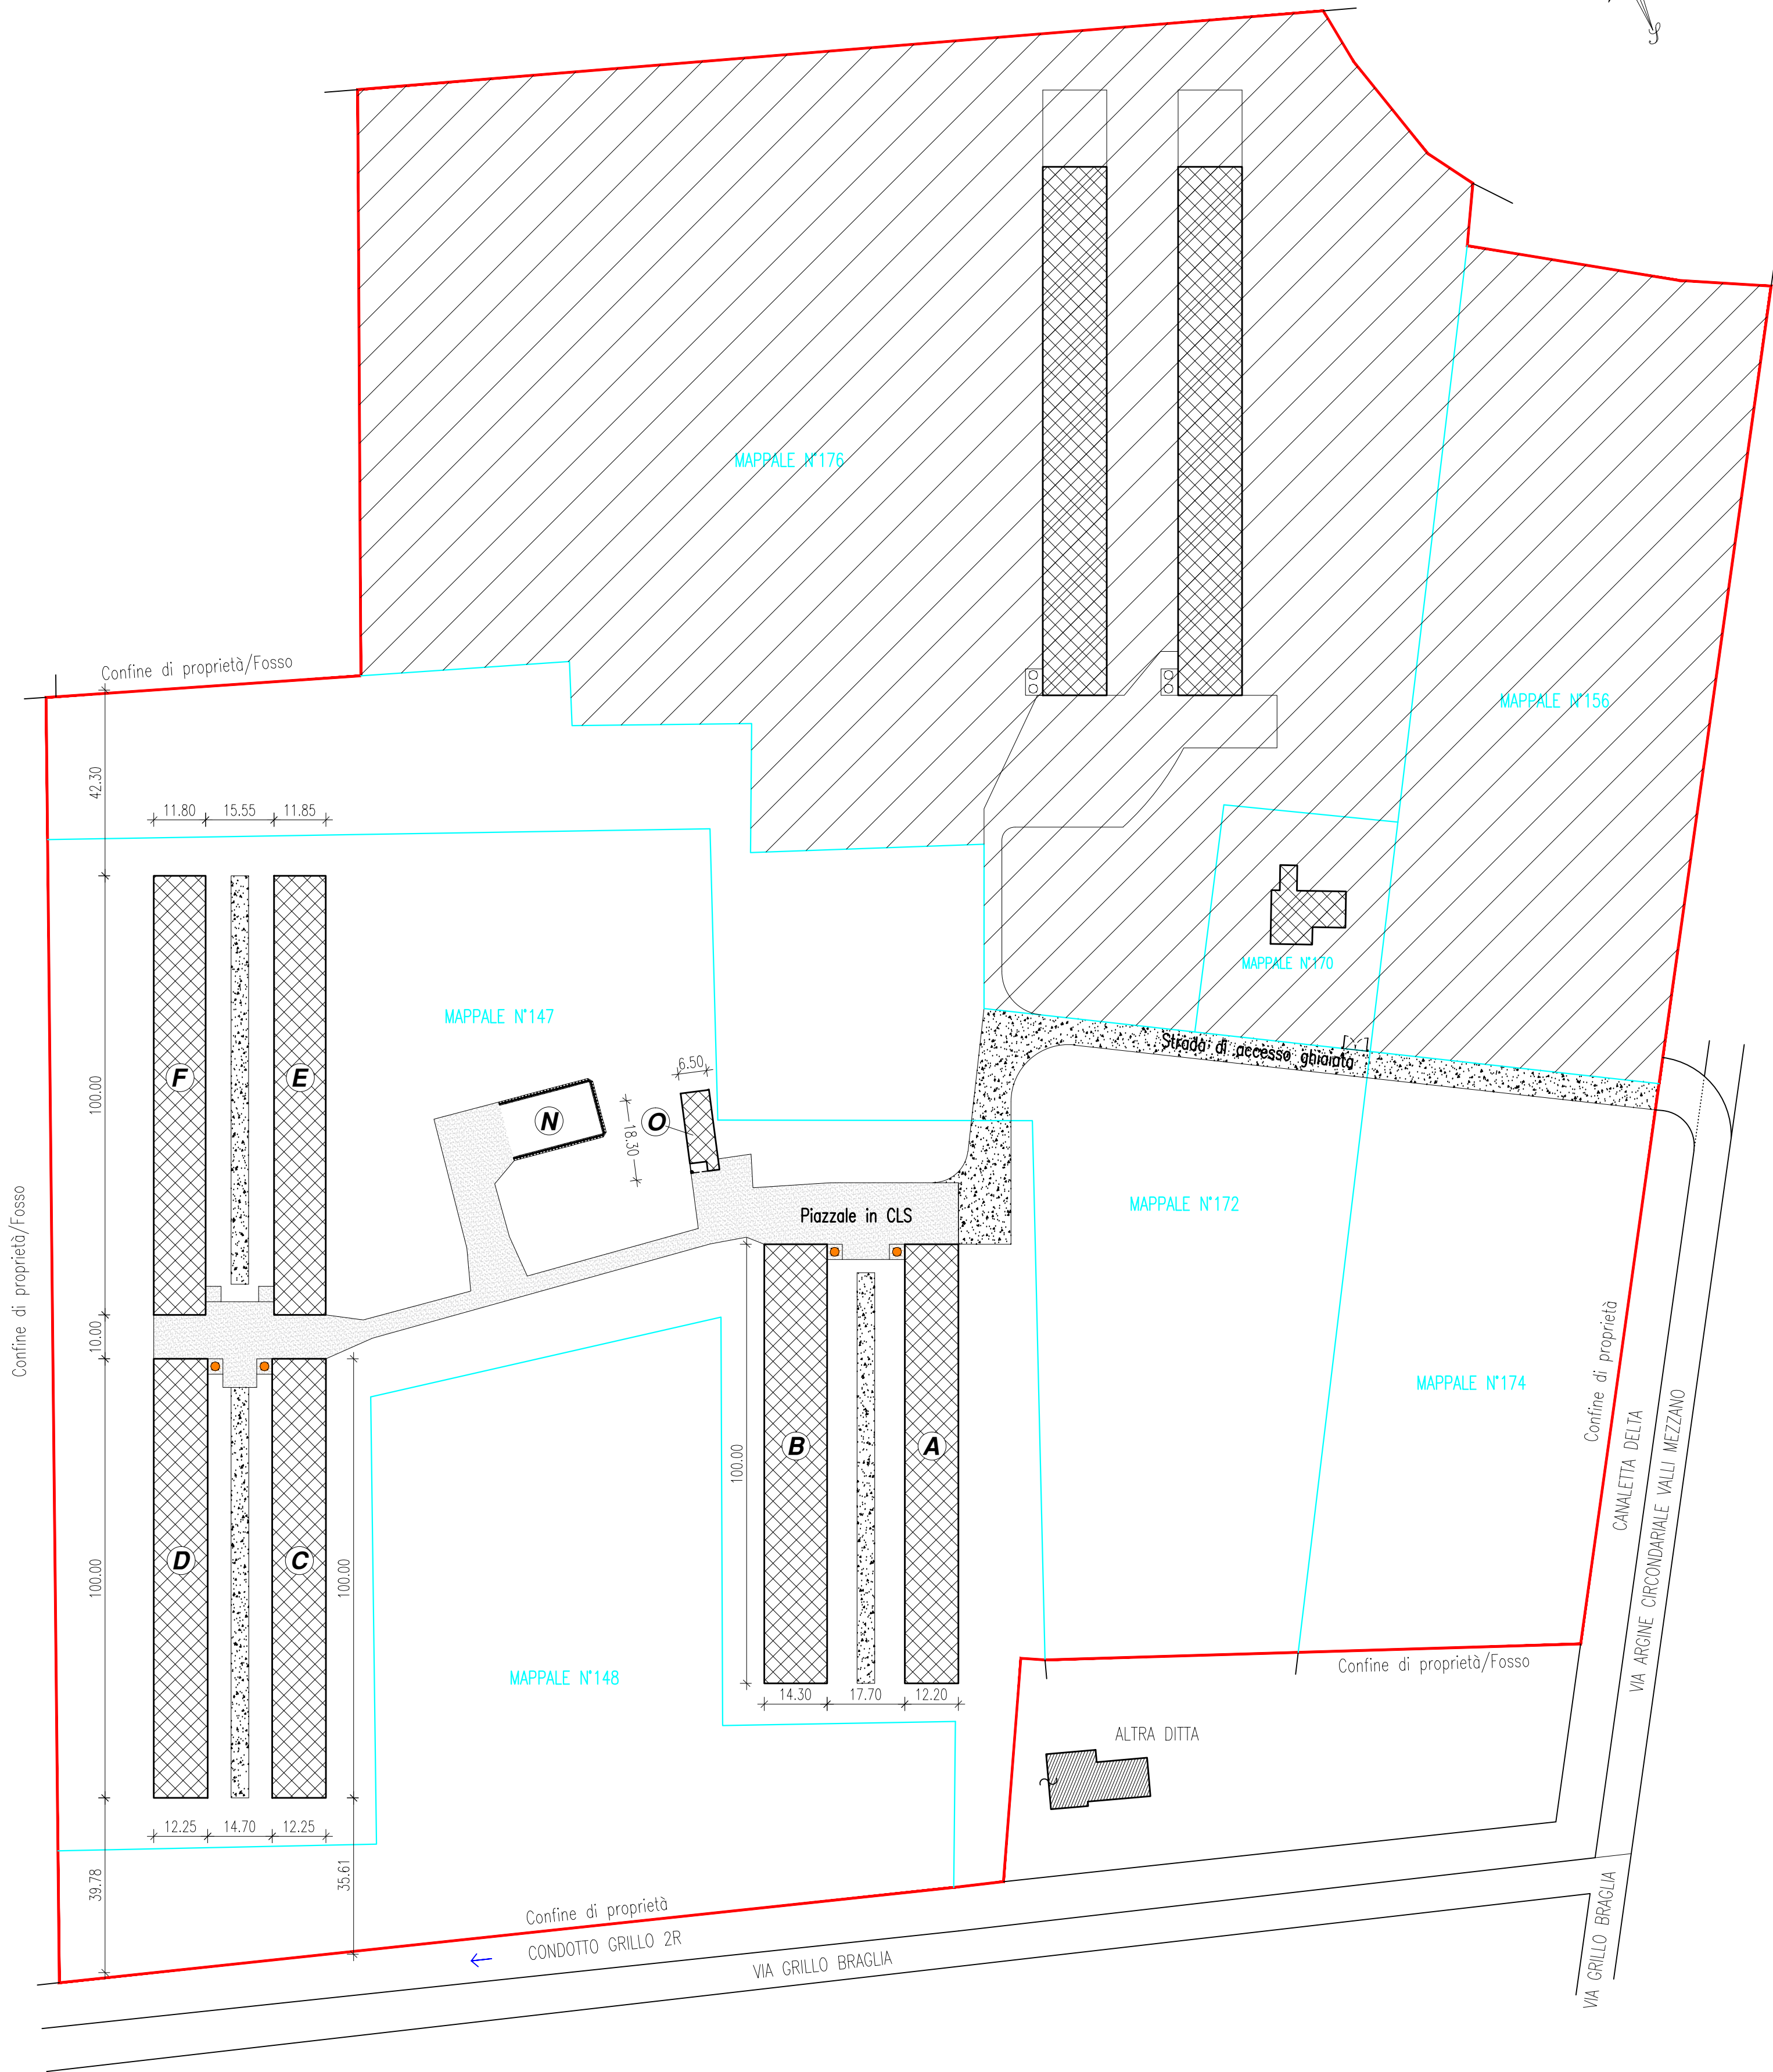 S
MAPPALE N°176
Confine di proprietà/Fosso
MAPPALE N°156
42.30
11.80 15.55 11.85
MAPPALE N°170
MAPPALE N°147
Strada di accesso ghiaiata
6.50
F
E
100.00
N
O
18.30
Confine di proprietà/Fosso
MAPPALE N°172
Piazzale in CLS
10.00
Confine di proprietà
MAPPALE N°174
CANALETTA DELTA
VIA ARGINE CIRCONDARIALE VALLI MEZZANO
B
A
100.00
D
C
100.00
100.00
MAPPALE N°148
Confine di proprietà/Fosso
14.30 17.70 12.20
ALTRA DITTA
12.25 14.70 12.25
39.78
35.61
Confine di proprietà
CONDOTTO GRILLO 2R
VIA GRILLO BRAGLIA
VIA GRILLO BRAGLIA